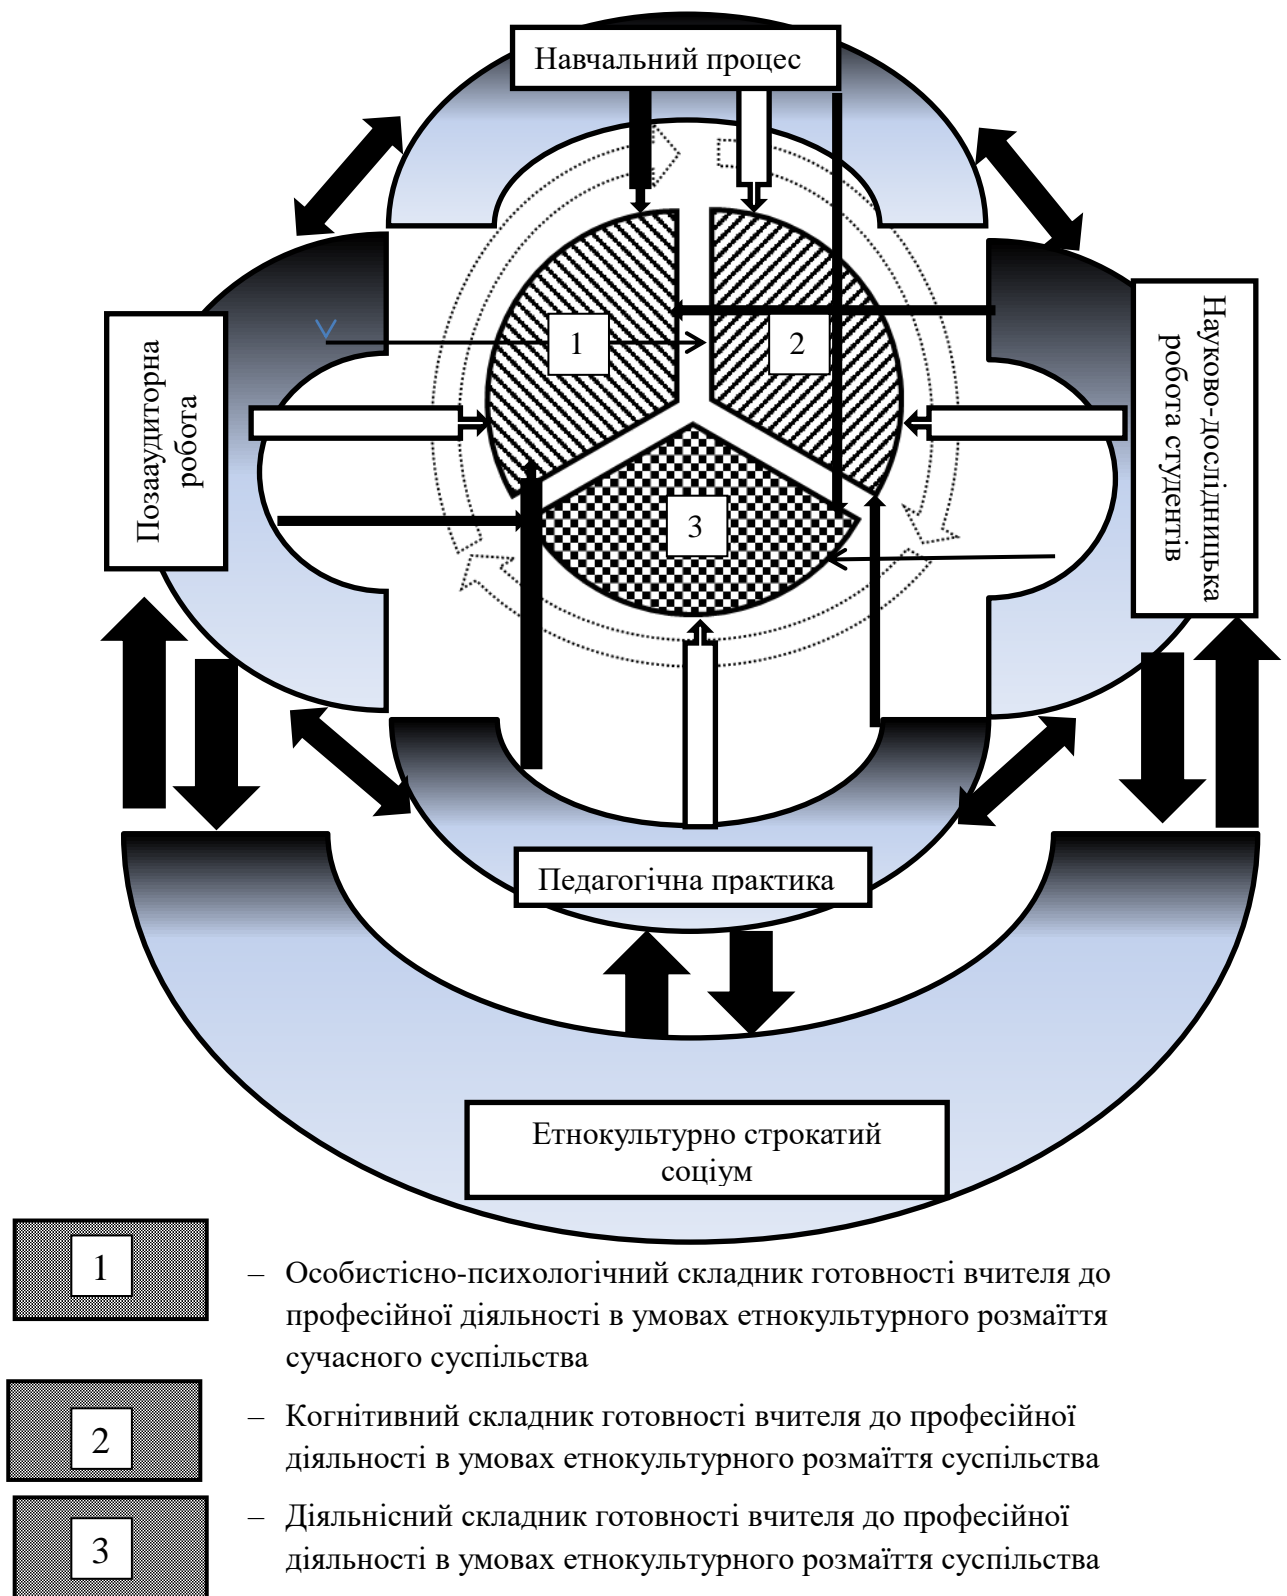 Навчальний процес
Позааудиторна
робота
Науково-дослідницька
робота студентів
1
2
3
Педагогічна практика
Етнокультурно строкатий
соціум
1
– Особистісно-психологічний складник готовності вчителя до
професійної діяльності в умовах етнокультурного розмаїття
сучасного суспільства
2
– Когнітивний складник готовності вчителя до професійної
діяльності в умовах етнокультурного розмаїття суспільства
3
– Діяльнісний складник готовності вчителя до професійної
діяльності в умовах етнокультурного розмаїття суспільства